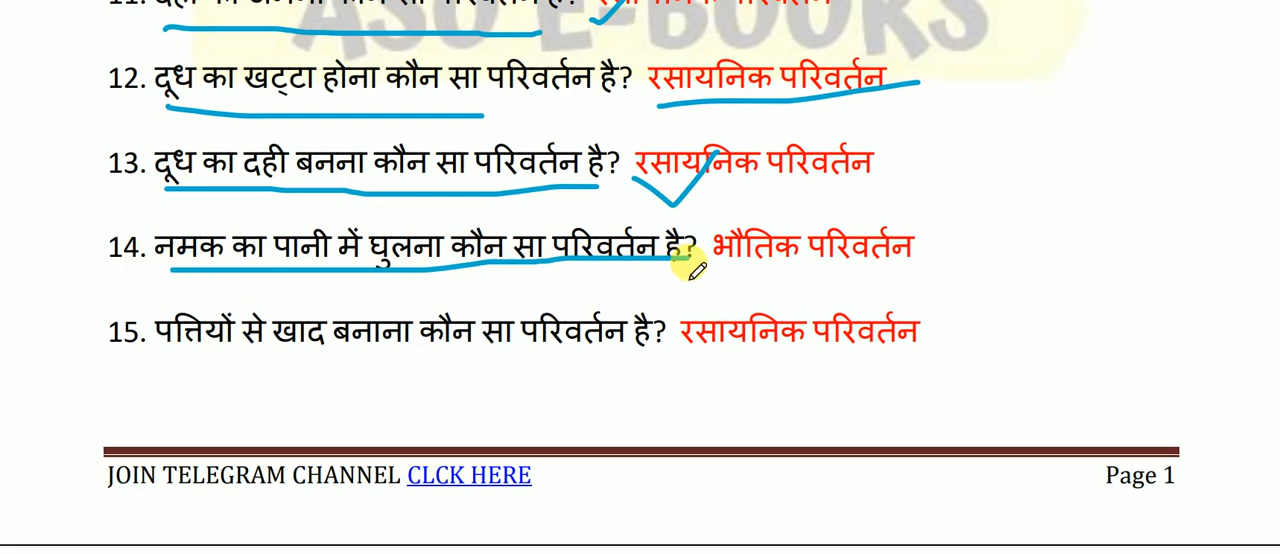 ASO E-BOOKS
12. दूध का खट्टा होना कौन सा परिवर्तन है? रसायनिक परिवर्तन
13. दूध का दही बनना कौन सा परिवर्तन है? रसायनिक परिवर्तन
14. नमक का पानी में घुलना कौन सा परिवर्तन है? भौतिक परिवर्तन
15. पत्तियों से खाद बनाना कौन सा परिवर्तन है? रसायनिक परिवर्तन
JOIN TELEGRAM CHANNEL CLCK HERE
Page 1